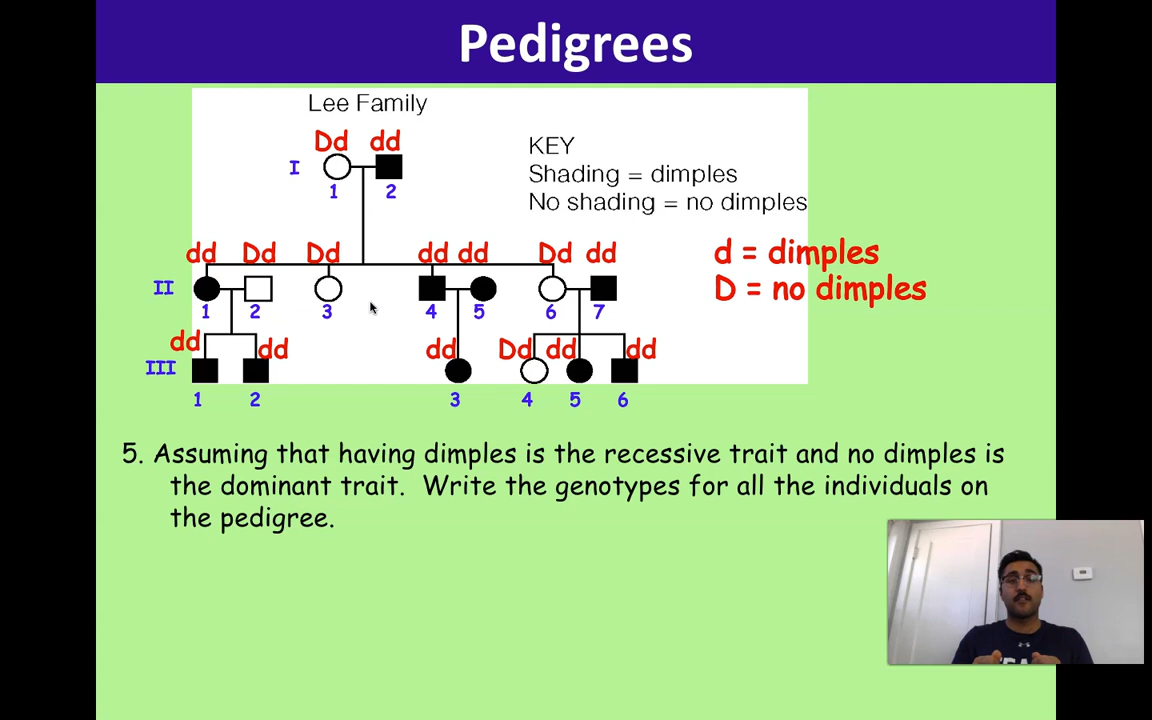 Pedigrees
Lee Family
Dd dd
KEY
I
Shading = dimples
1 2
No shading = no dimples
dd Dd Dd dd dd Dd dd
d = dimples
II
D = no dimples
1 2 3 4 5 6 7
dd dd dd Dd dd dd
III
1 2 3 4 5 6
5. Assuming that having dimples is the recessive trait and no dimples is
the dominant trait. Write the genotypes for all the individuals on
the pedigree.